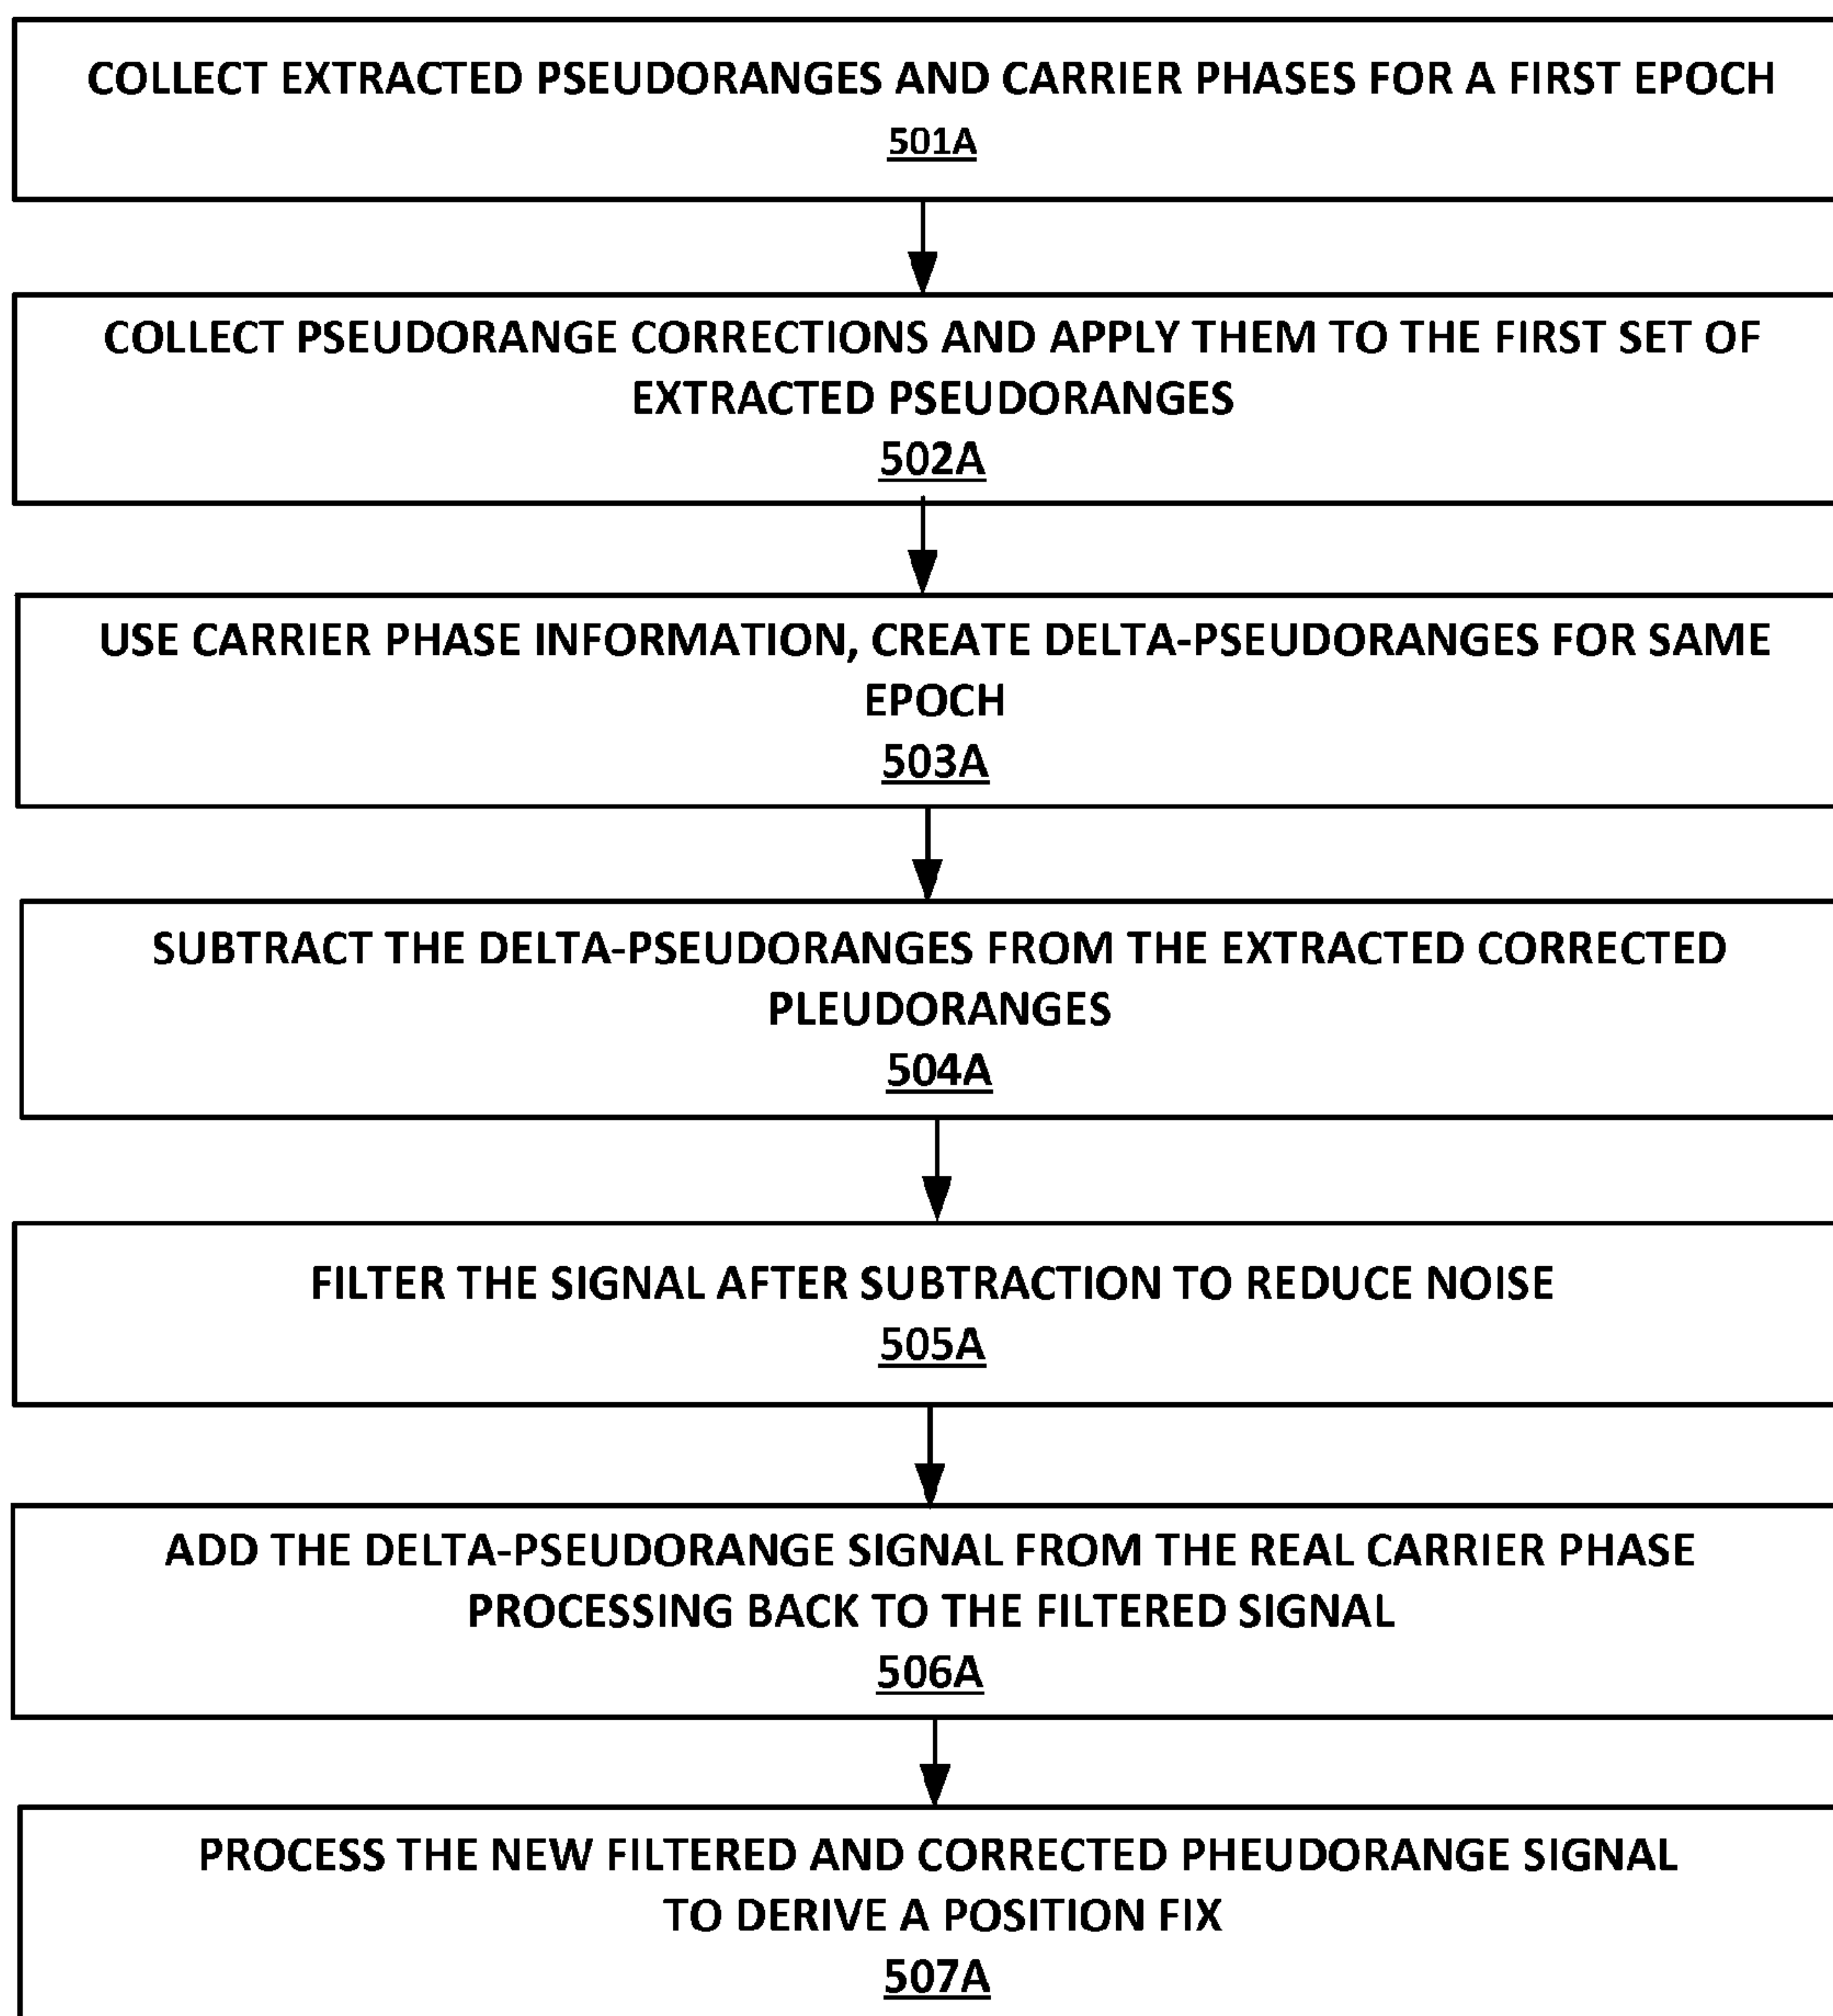 COLLECT EXTRACTED PSEUDORANGES AND CARRIER PHASES FOR A FIRST EPOCH
501A
COLLECT PSEUDORANGE CORRECTIONS AND APPLY THEM TO THE FIRST SET OF
EXTRACTED PSEUDORANGES
502A
USE CARRIER PHASE INFORMATION, CREATE DELTA-PSEUDORANGES FOR SAME
EPOCH
503A
SUBTRACT THE DELTA-PSEUDORANGES FROM THE EXTRACTED CORRECTED
PLEUDORANGES
504A
FILTER THE SIGNAL AFTER SUBTRACTION TO REDUCE NOISE
505A
ADD THE DELTA-PSEUDORANGE SIGNAL FROM THE REAL CARRIER PHASE
PROCESSING BACK TO THE FILTERED SIGNAL
506A
PROCESS THE NEW FILTERED AND CORRECTED PHEUDORANGE SIGNAL
TO DERIVE A POSITION FIX
507A